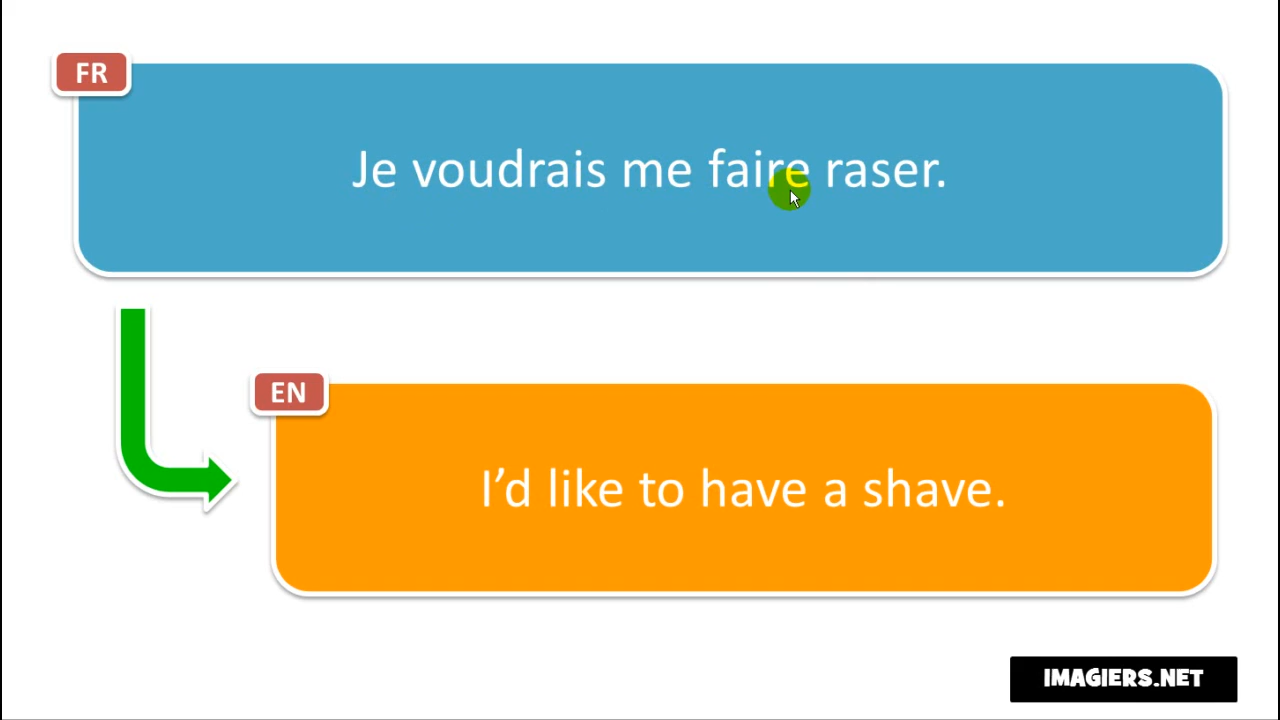 FR
Je voudrais me faire raser.
EN
I’d like to have a shave.
IMAGIERS.NET